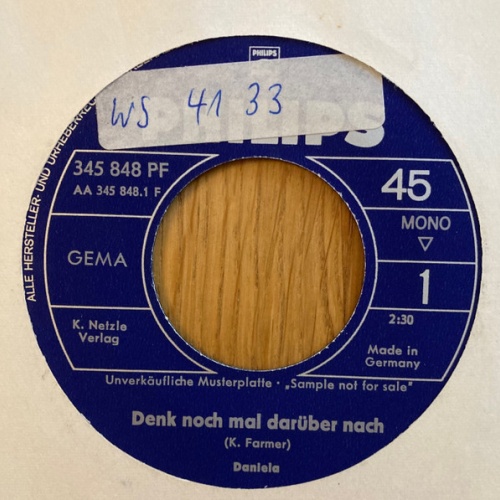 PHILIPS
WS 41 33
PHILIPS
345 848 PF
AA 345 848.1 F
45
MONO
GEMA
1
2:30
K. Netzle
Verlag
Made in
Germany
Unverkäufliche Musterplatte · „Sample not for sale"
Denk noch mal darüber nach
(K. Farmer)
Daniela
ALLE HERSTELLER- UND